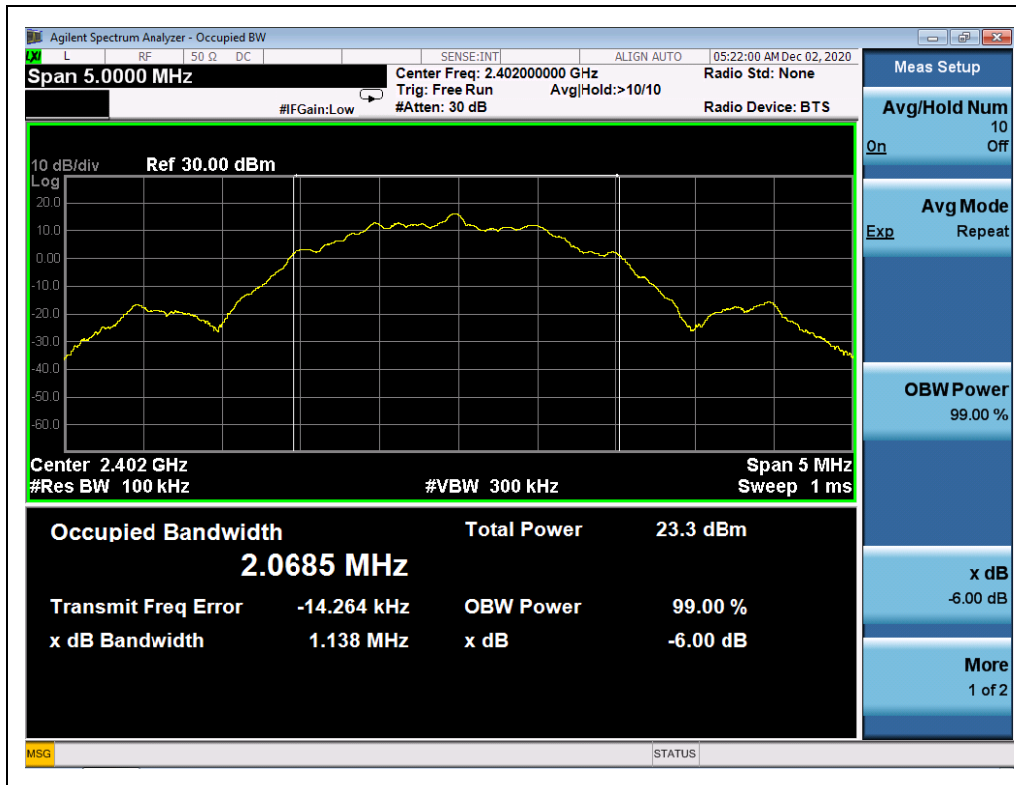 Agilent Spectrum Analyzer - Occupied BW
LXI L RF 50 Ω DC SENSE:INT ALIGN AUTO 05:22:00 AM Dec 02, 2020
Span 5.0000 MHz
Center Freq: 2.402000000 GHz
Radio Std: None
Trig: Free Run Avg|Hold:>10/10
#IFGain:Low
#Atten: 30 dB
Radio Device: BTS
10 dB/div Ref 30.00 dBm
Log
20.0
10.0
0.00
-10.0
-20.0
-30.0
-40.0
-50.0
-60.0
Center 2.402 GHz Span 5 MHz
#Res BW 100 kHz #VBW 300 kHz Sweep 1 ms
Occupied Bandwidth Total Power 23.3 dBm
2.0685 MHz
Transmit Freq Error -14.264 kHz OBW Power 99.00 %
x dB Bandwidth 1.138 MHz x dB -6.00 dB
Meas Setup
Avg/Hold Num
10
On Off
Avg Mode
Exp Repeat
OBW Power
99.00 %
x dB
-6.00 dB
More
1 of 2
MSG STATUS